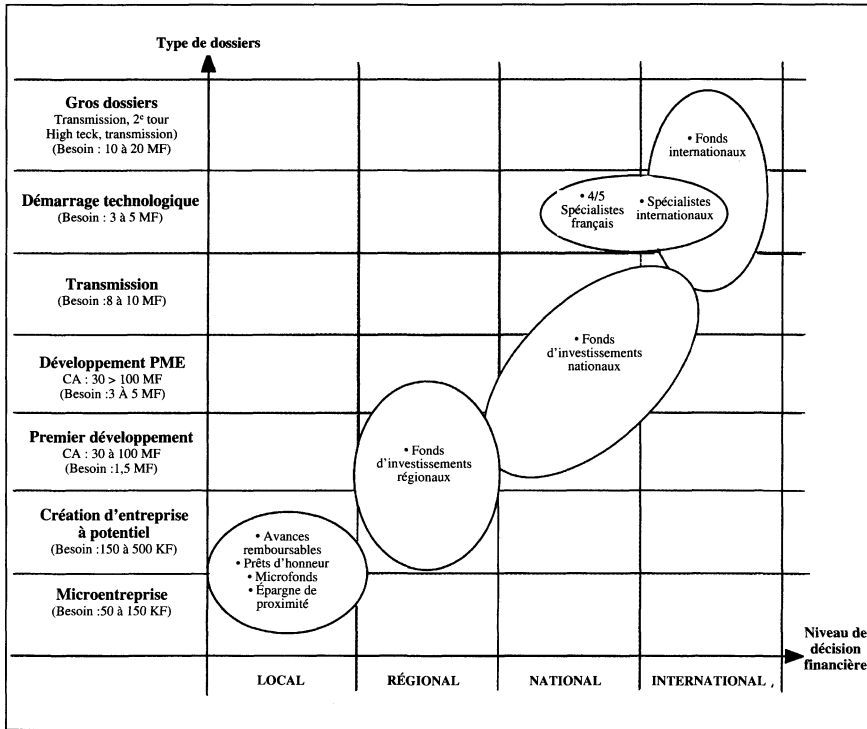 Type de dossiers
Gros dossiers
Transmission, 2e tour
High teck, transmission)
(Besoin : 10 à 20 MF)
• Fonds
internationaux
Démarrage technologique
(Besoin : 3 à 5 MF)
• 4/5
Spécialistes
français
• Spécialistes
internationaux
Transmission
(Besoin :8 à 10 MF)
Développement PME
CA : 30 > 100 MF
(Besoin :3 À 5 MF)
• Fonds
d'investissements
nationaux
Premier développement
CA : 30 à 100 MF
(Besoin :1,5 MF)
• Fonds
d'investissements
régionaux
Création d'entreprise
à potentiel
(Besoin :150 à 500 KF)
• Avances
remboursables
• Prêts d'honneur
• Microfonds
• Épargne de
proximité
Microentreprise
(Besoin :50 à 150 KF)
Niveau de
décision
financière
LOCAL
RÉGIONAL
NATIONAL
INTERNATIONAL